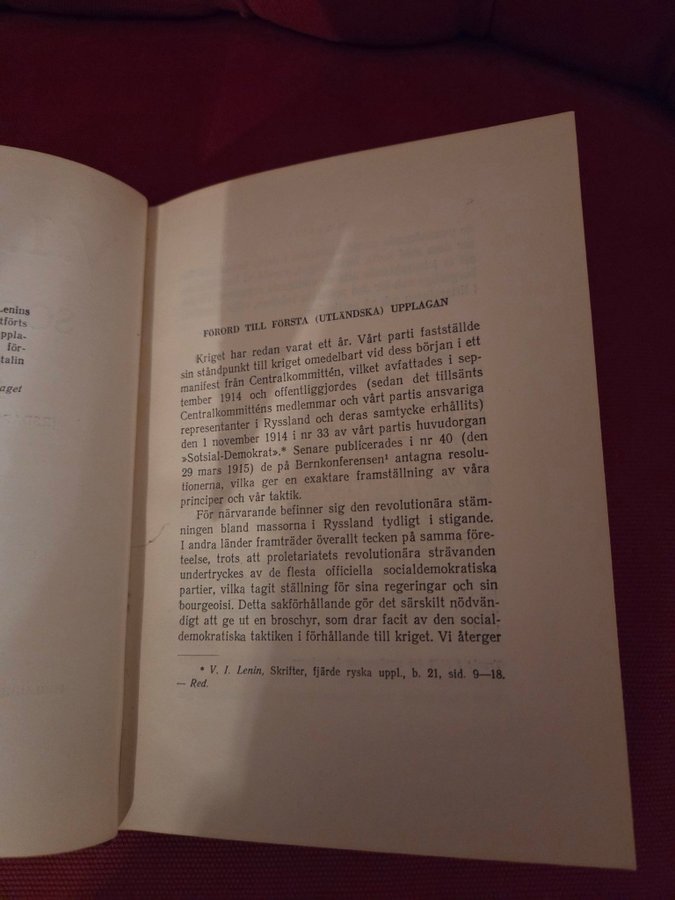 Lenins
tförts
ppla-
för-
talin
aget
FÖRORD TILL FÖRSTA (UTLÄNDSKA) UPPLAGAN
Kriget har redan varat ett år. Vårt parti fastställde
sin ståndpunkt till kriget omedelbart vid dess början i ett
manifest från Centralkommittén, vilket avfattades i sep-
tember 1914 och offentliggjordes (sedan det tillsänts
Centralkommitténs medlemmar och vårt partis ansvariga
representanter i Ryssland och deras samtycke erhållits)
den 1 november 1914 i nr 33 av vårt partis huvudorgan
»Sotsial-Demokrat».* Senare publicerades i nr 40 (den
29 mars 1915) de på Bernkonferensen¹ antagna resolu-
tionerna, vilka ger en exaktare framställning av våra
principer och vår taktik.
För närvarande befinner sig den revolutionära stäm-
ningen bland massorna i Ryssland tydligt i stigande.
I andra länder framträder överallt tecken på samma före-
teelse, trots att proletariatets revolutionära strävanden
undertryckes av de flesta officiella socialdemokratiska
partier, vilka tagit ställning för sina regeringar och sin
bourgeoisi. Detta sakförhållande gör det särskilt nödvän-
digt att ge ut en broschyr, som drar facit av den social-
demokratiska taktiken i förhållande till kriget. Vi återger
* V. I. Lenin, Skrifter, fjärde ryska uppl., b. 21, sid. 9—18.
— Red.